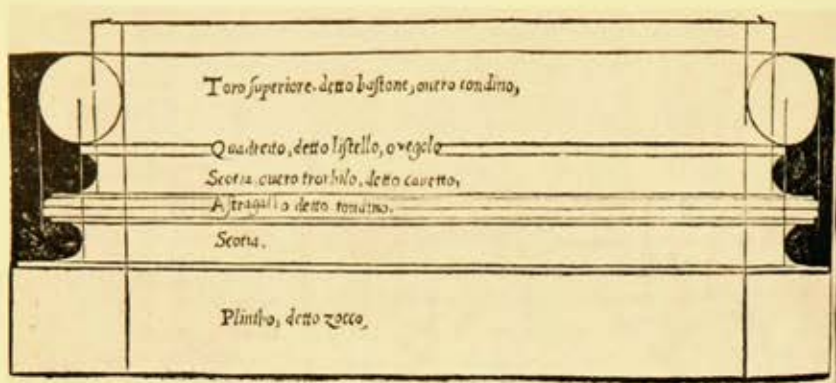 Toro superiore, detto bastone, ouero tondino,
Quadretto, detto listello, o regolo
Scotia, ouero trochilo, detto cauetto,
Astragallo detto tondino.
Scotia.
Plintho, detto zocco,